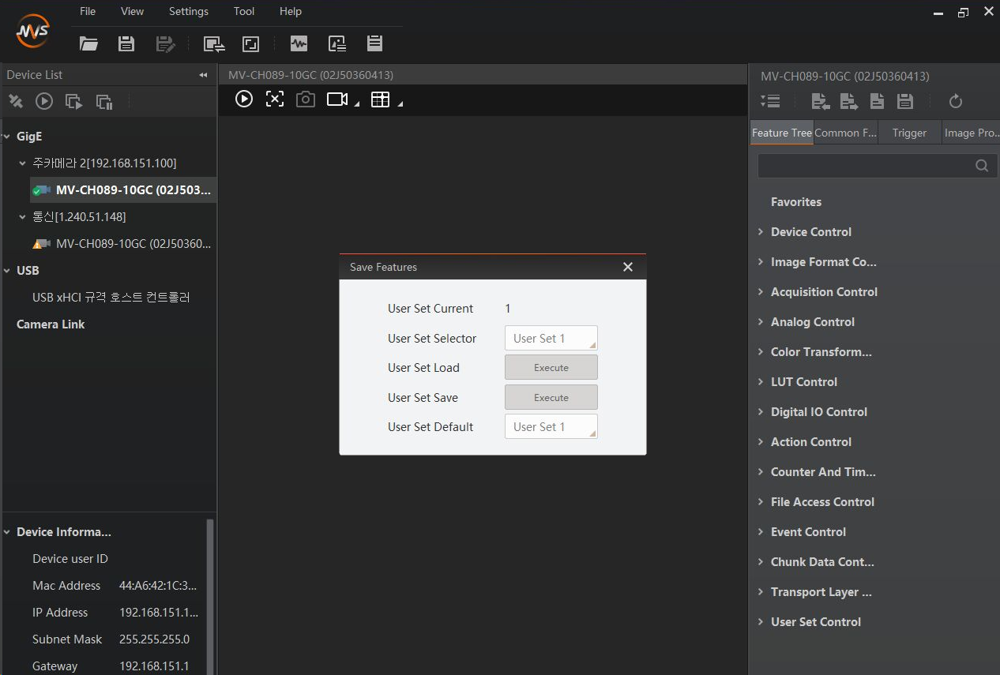 MVS
File View Settings Tool Help
Device List
GigE
주카메라 2[192.168.151.100]
MV-CH089-10GC (02J503...
통신[1.240.51.148]
MV-CH089-10GC (02J50360...
USB
USB xHCI 규격 호스트 컨트롤러
Camera Link
Device Informa...
Device user ID
Mac Address 44:A6:42:1C:3...
IP Address 192.168.151.1...
Subnet Mask 255.255.255.0
Gateway 192.168.151.1
MV-CH089-10GC (02J50360413)
Save Features
User Set Current 1
User Set Selector User Set 1
User Set Load Execute
User Set Save Execute
User Set Default User Set 1
MV-CH089-10GC (02J50360413)
Feature Tree Common F... Trigger Image Pro...
Favorites
Device Control
Image Format Co...
Acquisition Control
Analog Control
Color Transform...
LUT Control
Digital IO Control
Action Control
Counter And Tim...
File Access Control
Event Control
Chunk Data Cont...
Transport Layer ...
User Set Control